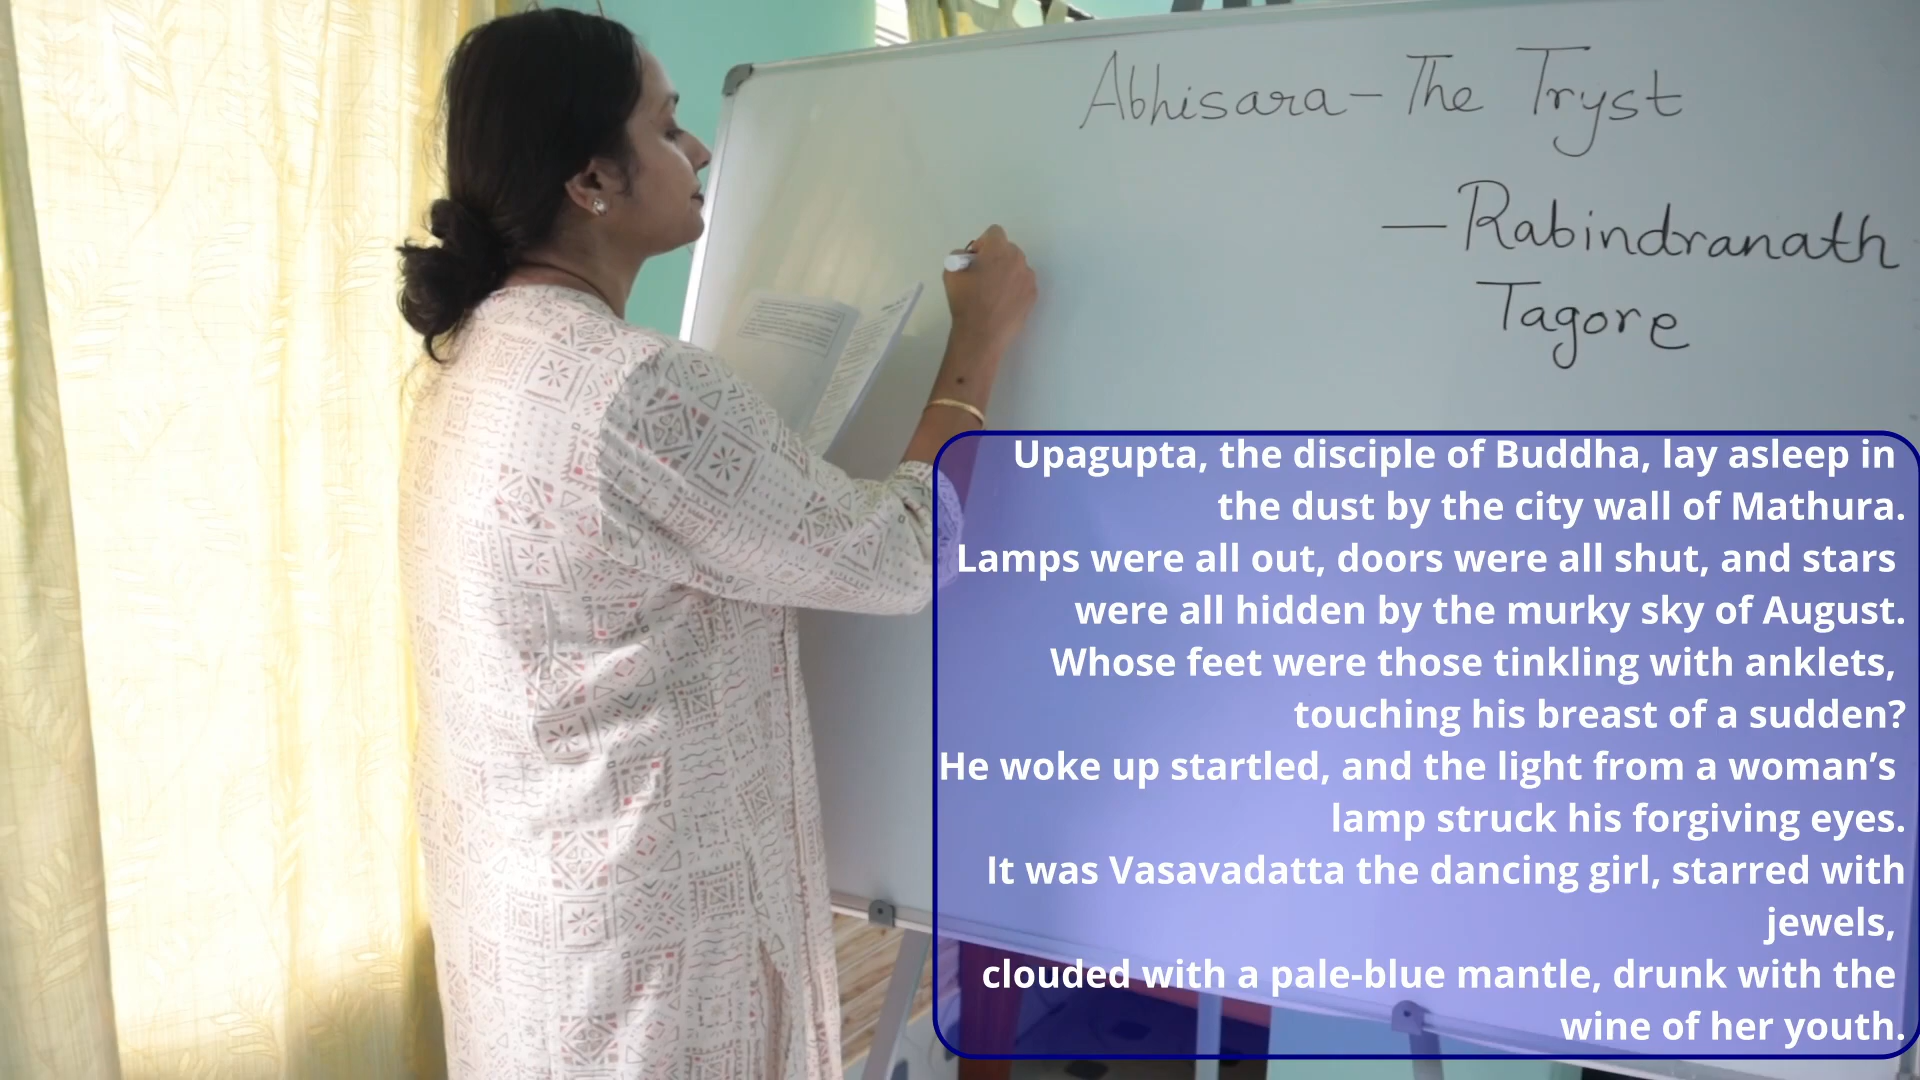 Abhisara - The Tryst
- Rabindranath
Tagore
Upagupta, the disciple of Buddha, lay asleep in
the dust by the city wall of Mathura.
Lamps were all out, doors were all shut, and stars
were all hidden by the murky sky of August.
Whose feet were those tinkling with anklets,
touching his breast of a sudden?
He woke up startled, and the light from a woman’s
lamp struck his forgiving eyes.
It was Vasavadatta the dancing girl, starred with
jewels,
clouded with a pale-blue mantle, drunk with the
wine of her youth.